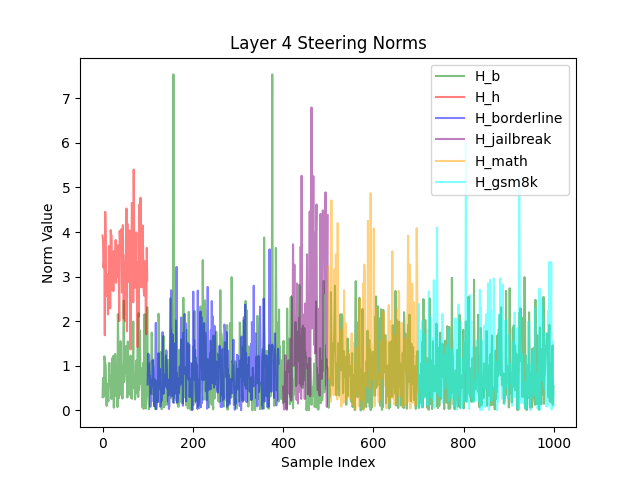 Layer 4 Steering Norms
H_b
H_h
H_borderline
H_jailbreak
H_math
H_gsm8k
Norm Value
7
6
5
4
3
2
1
0
0 200 400 600 800 1000
Sample Index